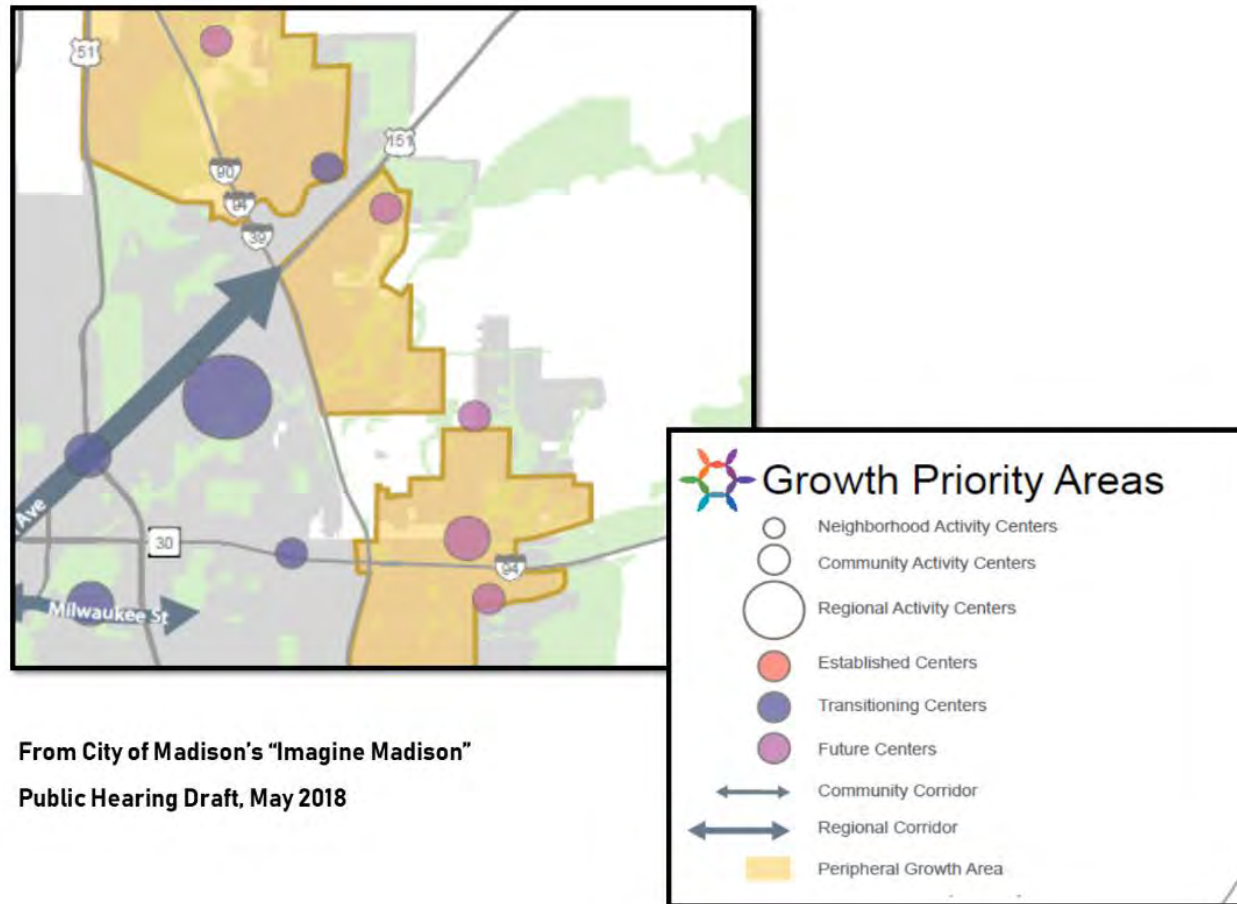 51
151
90
94
39
Ave
30
94
Milwaukee St
Growth Priority Areas
Neighborhood Activity Centers
Community Activity Centers
Regional Activity Centers
Established Centers
Transitioning Centers
Future Centers
Community Corridor
Regional Corridor
Peripheral Growth Area
From City of Madison's “Imagine Madison”
Public Hearing Draft, May 2018